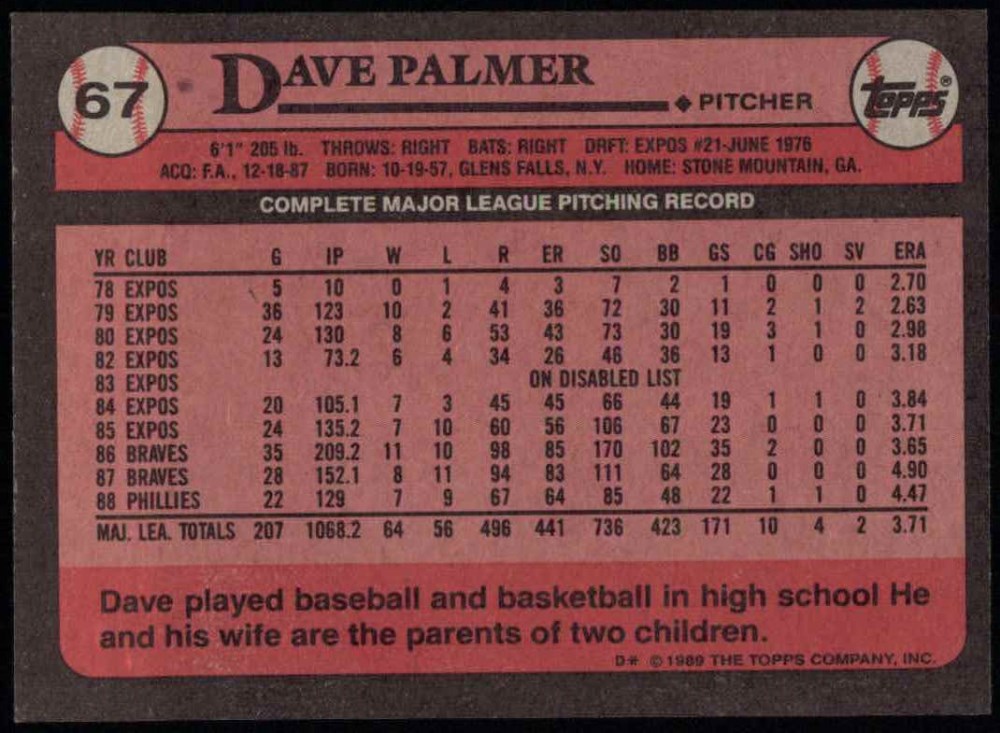 67 DAVE PALMER ◆ PITCHER topps®
6'1" 205 lb. THROWS: RIGHT BATS: RIGHT DRFT: EXPOS #21-JUNE 1976
ACQ: F.A., 12-18-87 BORN: 10-19-57, GLENS FALLS, N.Y. HOME: STONE MOUNTAIN, GA.
COMPLETE MAJOR LEAGUE PITCHING RECORD
YR CLUB G IP W L R ER SO BB GS CG SHO SV ERA
78 EXPOS 5 10 0 1 4 3 7 2 1 0 0 0 2.70
79 EXPOS 36 123 10 2 41 36 72 30 11 2 1 2 2.63
80 EXPOS 24 130 8 6 53 43 73 30 19 3 1 0 2.98
82 EXPOS 13 73.2 6 4 34 26 46 36 13 1 0 0 3.18
83 EXPOS ON DISABLED LIST
84 EXPOS 20 105.1 7 3 45 45 66 44 19 1 1 0 3.84
85 EXPOS 24 135.2 7 10 60 56 106 67 23 0 0 0 3.71
86 BRAVES 35 209.2 11 10 98 85 170 102 35 2 0 0 3.65
87 BRAVES 28 152.1 8 11 94 83 111 64 28 0 0 0 4.90
88 PHILLIES 22 129 7 9 67 64 85 48 22 1 1 0 4.47
MAJ. LEA. TOTALS 207 1068.2 64 56 496 441 736 423 171 10 4 2 3.71
Dave played baseball and basketball in high school He
and his wife are the parents of two children.
D# © 1989 THE TOPPS COMPANY, INC.